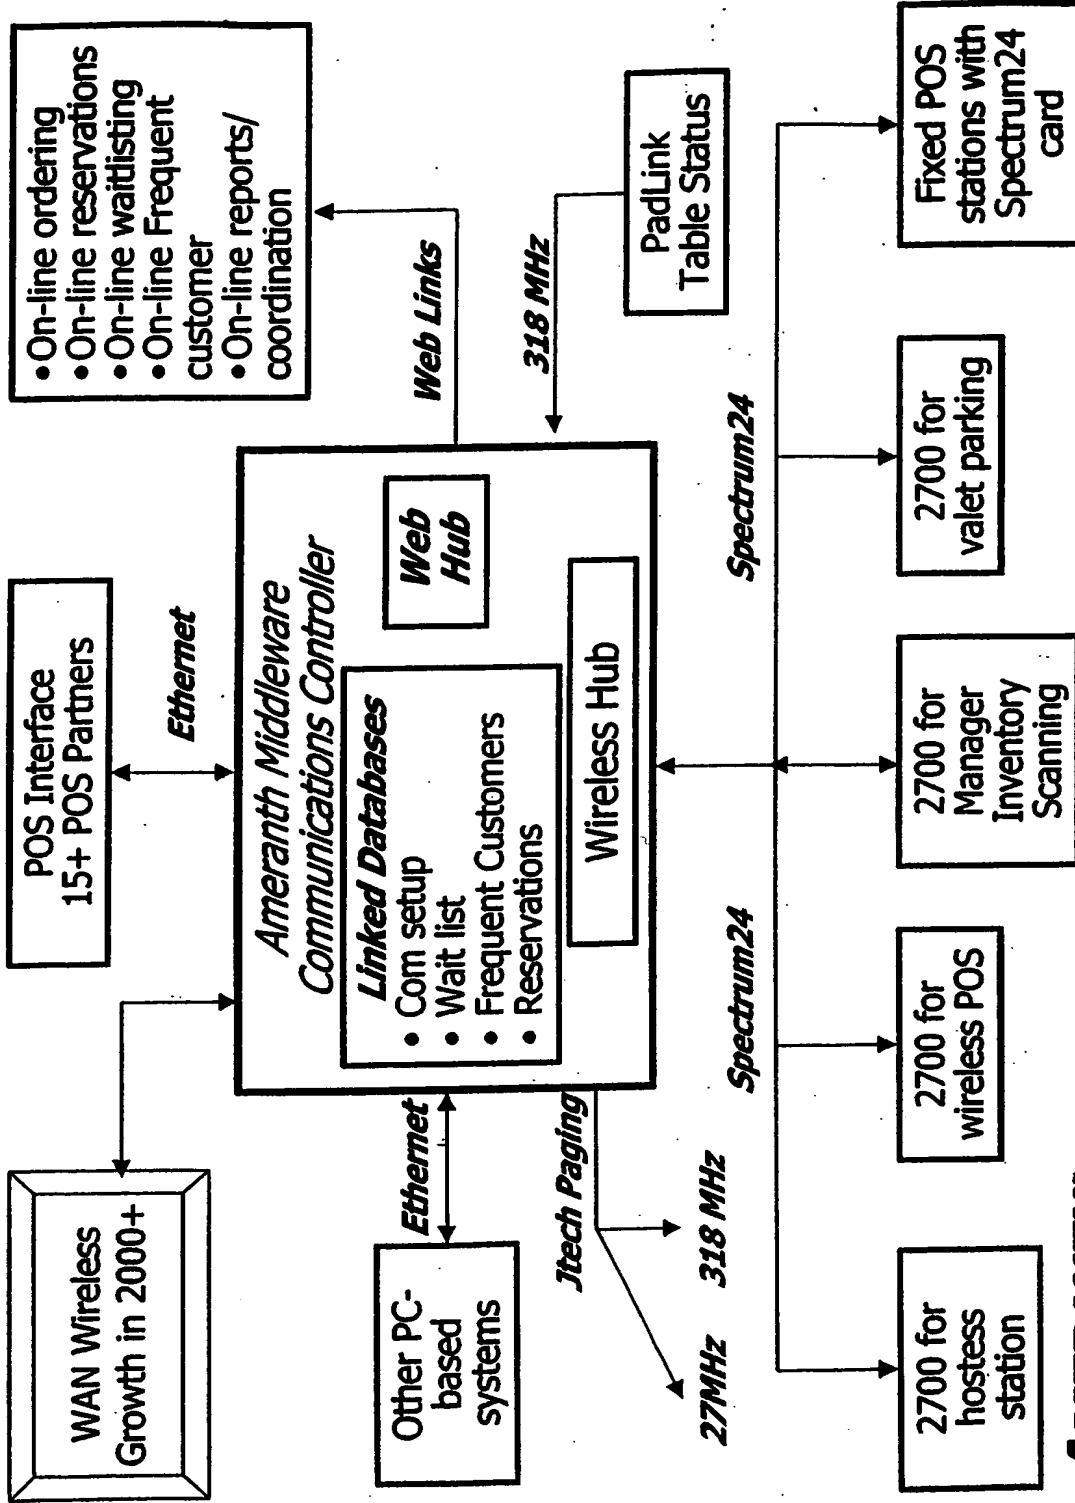 WAN Wireless
Growth in 2000+
POS Interface
15+ POS Partners
• On-line ordering
• On-line reservations
• On-line waitlisting
• On-line Frequent
customer
• On-line reports/
coordination
Ethernet
Ameranth Middleware
Communications Controller
Linked Databases
• Com setup
• Wait list
• Frequent Customers
• Reservations
Web
Hub
Wireless Hub
Other PC-
based
systems
Ethernet
Web Links
Jtech Paging
318 MHz
PadLink
Table Status
27MHz
318 MHz
Spectrum24
Spectrum24
2700 for
hostess
station
2700 for
wireless POS
2700 for
Manager
Inventory
Scanning
2700 for
valet parking
Fixed POS
stations with
Spectrum24
card